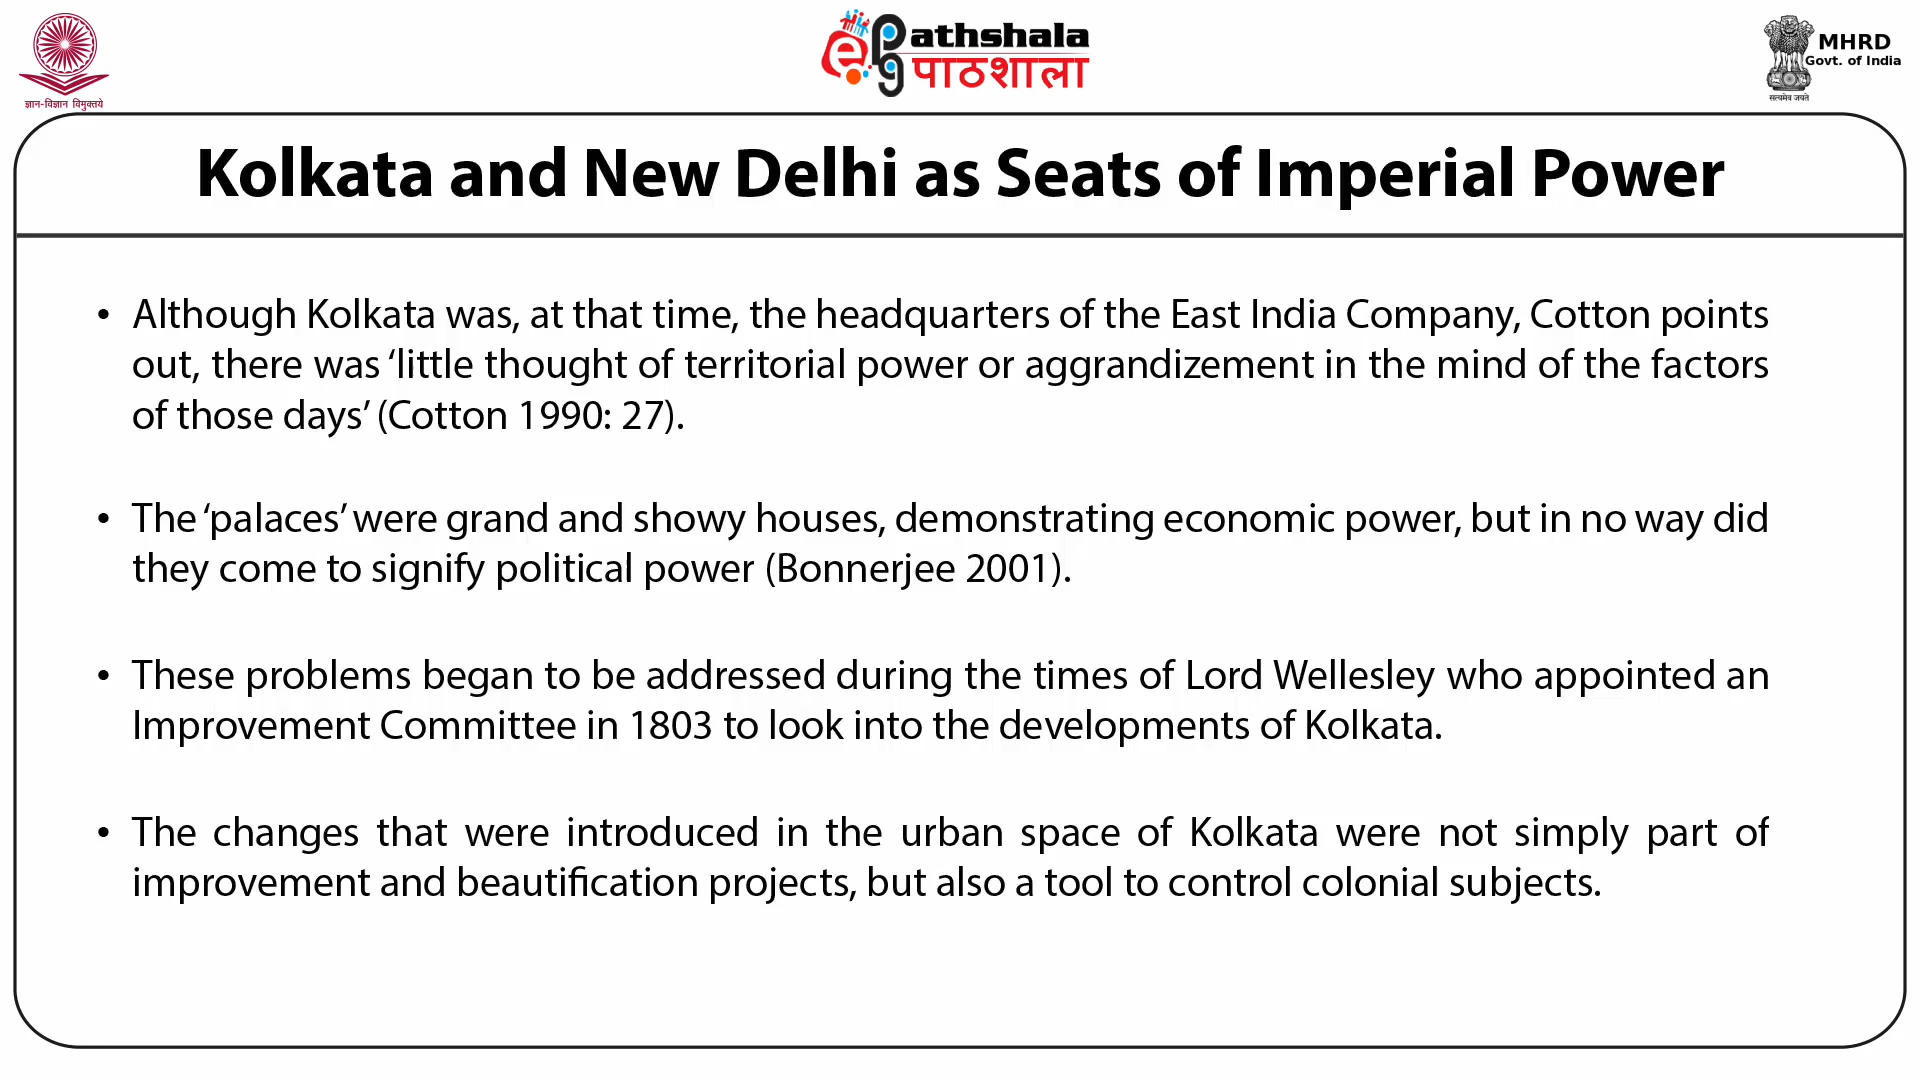 ज्ञान-विज्ञान विमुक्तये
ePathshala
पाठशाला
MHRD
Govt. of India
सत्यमेव जयते
Kolkata and New Delhi as Seats of Imperial Power
• Although Kolkata was, at that time, the headquarters of the East India Company, Cotton points
out, there was ‘little thought of territorial power or aggrandizement in the mind of the factors
of those days’ (Cotton 1990: 27).
• The ‘palaces’ were grand and showy houses, demonstrating economic power, but in no way did
they come to signify political power (Bonnerjee 2001).
• These problems began to be addressed during the times of Lord Wellesley who appointed an
Improvement Committee in 1803 to look into the developments of Kolkata.
• The changes that were introduced in the urban space of Kolkata were not simply part of
improvement and beautification projects, but also a tool to control colonial subjects.